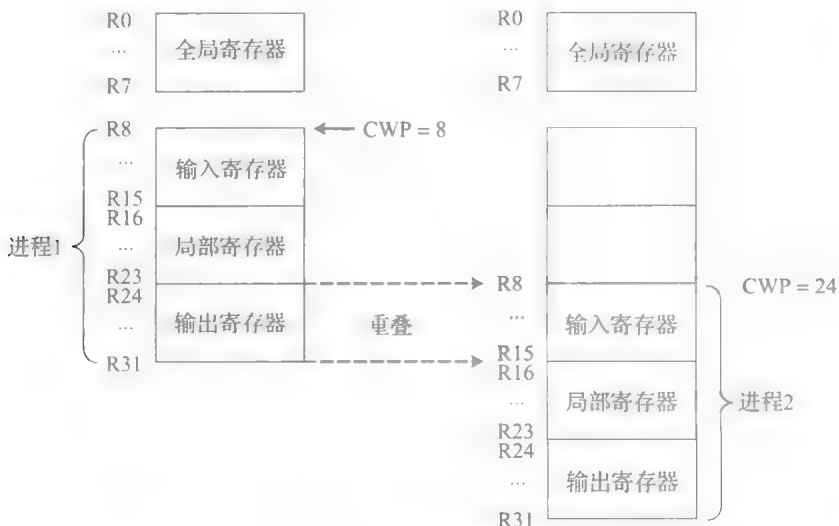 R0
...
R7
全局寄存器
R8
...
R15
R16
...
R23
R24
...
R31
进程1
输入寄存器
局部寄存器
输出寄存器
CWP = 8
重叠
R0
...
R7
全局寄存器
R8
...
R15
R16
...
R23
R24
...
R31
输入寄存器
局部寄存器
输出寄存器
CWP = 24
进程2